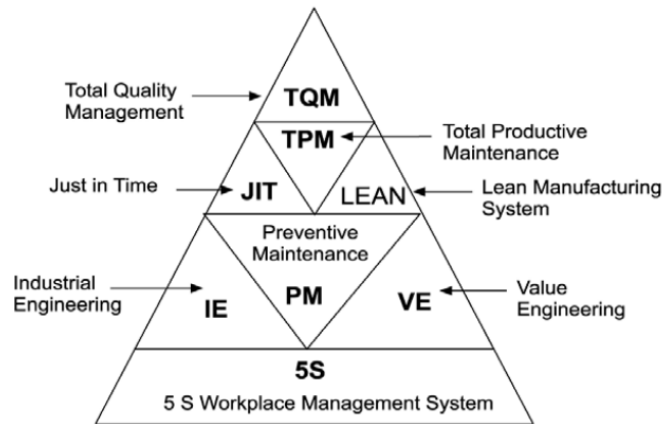 TQM
Total Quality
Management
TPM
Total Productive
Maintenance
Just in Time
JIT
LEAN
Lean Manufacturing
System
Preventive
Maintenance
PM
Industrial
Engineering
IE
VE
Value
Engineering
5S
5 S Workplace Management System